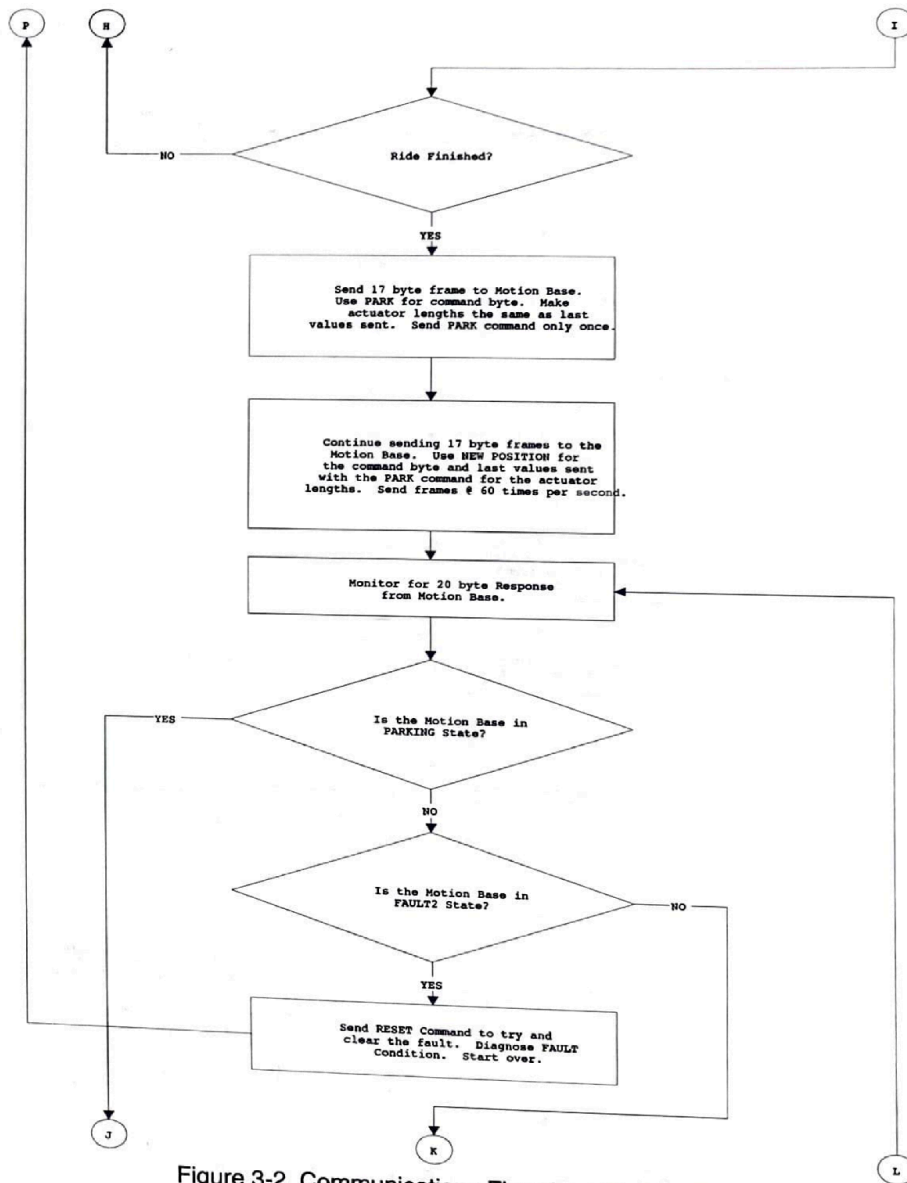 P
H
I
Ride Finished?
NO
YES
Send 17 byte frame to Motion Base.
Use PARK for command byte. Make
actuator lengths the same as last
values sent. Send PARK command only once.
Continue sending 17 byte frames to the
Motion Base. Use NEW POSITION for
the command byte and last values sent
with the PARK command for the actuator
lengths. Send frames @ 60 times per second.
Monitor for 20 byte Response
from Motion Base.
YES
Is the Motion Base in
PARKING State?
NO
Is the Motion Base in
FAULT2 State?
NO
YES
Send RESET Command to try and
clear the fault. Diagnose FAULT
Condition. Start over.
J
K
L
Figure 3-2. Communications